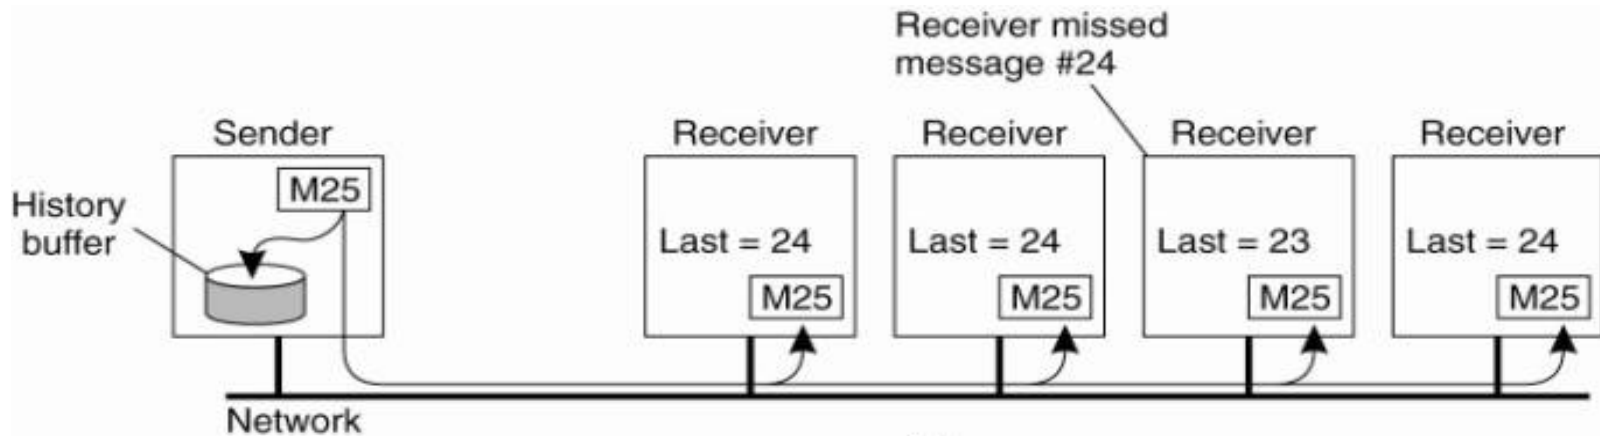 Receiver missed
message #24
Sender
Receiver
Receiver
Receiver
Receiver
M25
History
buffer
Last = 24
Last = 24
Last = 23
Last = 24
M25
M25
M25
M25
Network